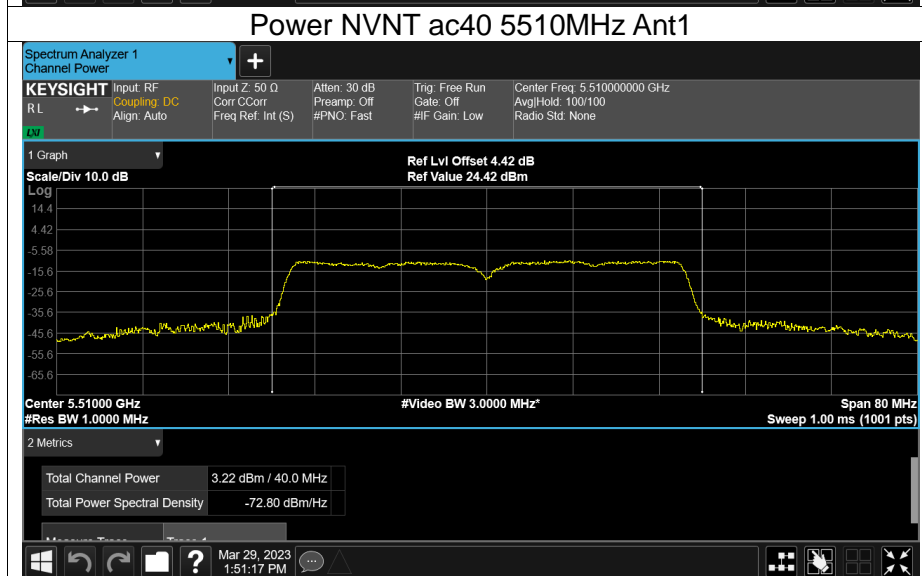 Power NVNT ac40 5510MHz Ant1
Spectrum Analyzer 1
Channel Power
KEYSIGHT
RL
LXI
Input: RF
Coupling: DC
Align: Auto
Input Z: 50 Ω
Corr CCorr
Freq Ref: Int (S)
Atten: 30 dB
Preamp: Off
#PNO: Fast
Trig: Free Run
Gate: Off
#IF Gain: Low
Center Freq: 5.510000000 GHz
Avg|Hold: 100/100
Radio Std: None
1 Graph
Scale/Div 10.0 dB
Ref Lvl Offset 4.42 dB
Ref Value 24.42 dBm
Log
14.4
4.42
-5.58
-15.6
-25.6
-35.6
-45.6
-55.6
-65.6
Center 5.51000 GHz
#Res BW 1.0000 MHz
#Video BW 3.0000 MHz*
Span 80 MHz
Sweep 1.00 ms (1001 pts)
2 Metrics
Total Channel Power 3.22 dBm / 40.0 MHz
Total Power Spectral Density -72.80 dBm/Hz
Measure Trace Trace 1
? Mar 29, 2023
1:51:17 PM